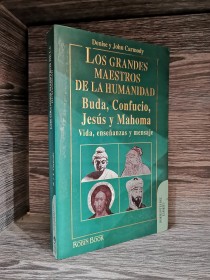 Denise y John Carmody
LOS GRANDES
MAESTROS
DE LA HUMANIDAD
Buda, Confucio,
Jesús y Mahoma
Vida, enseñanzas y mensaje
ROBIN BOOK